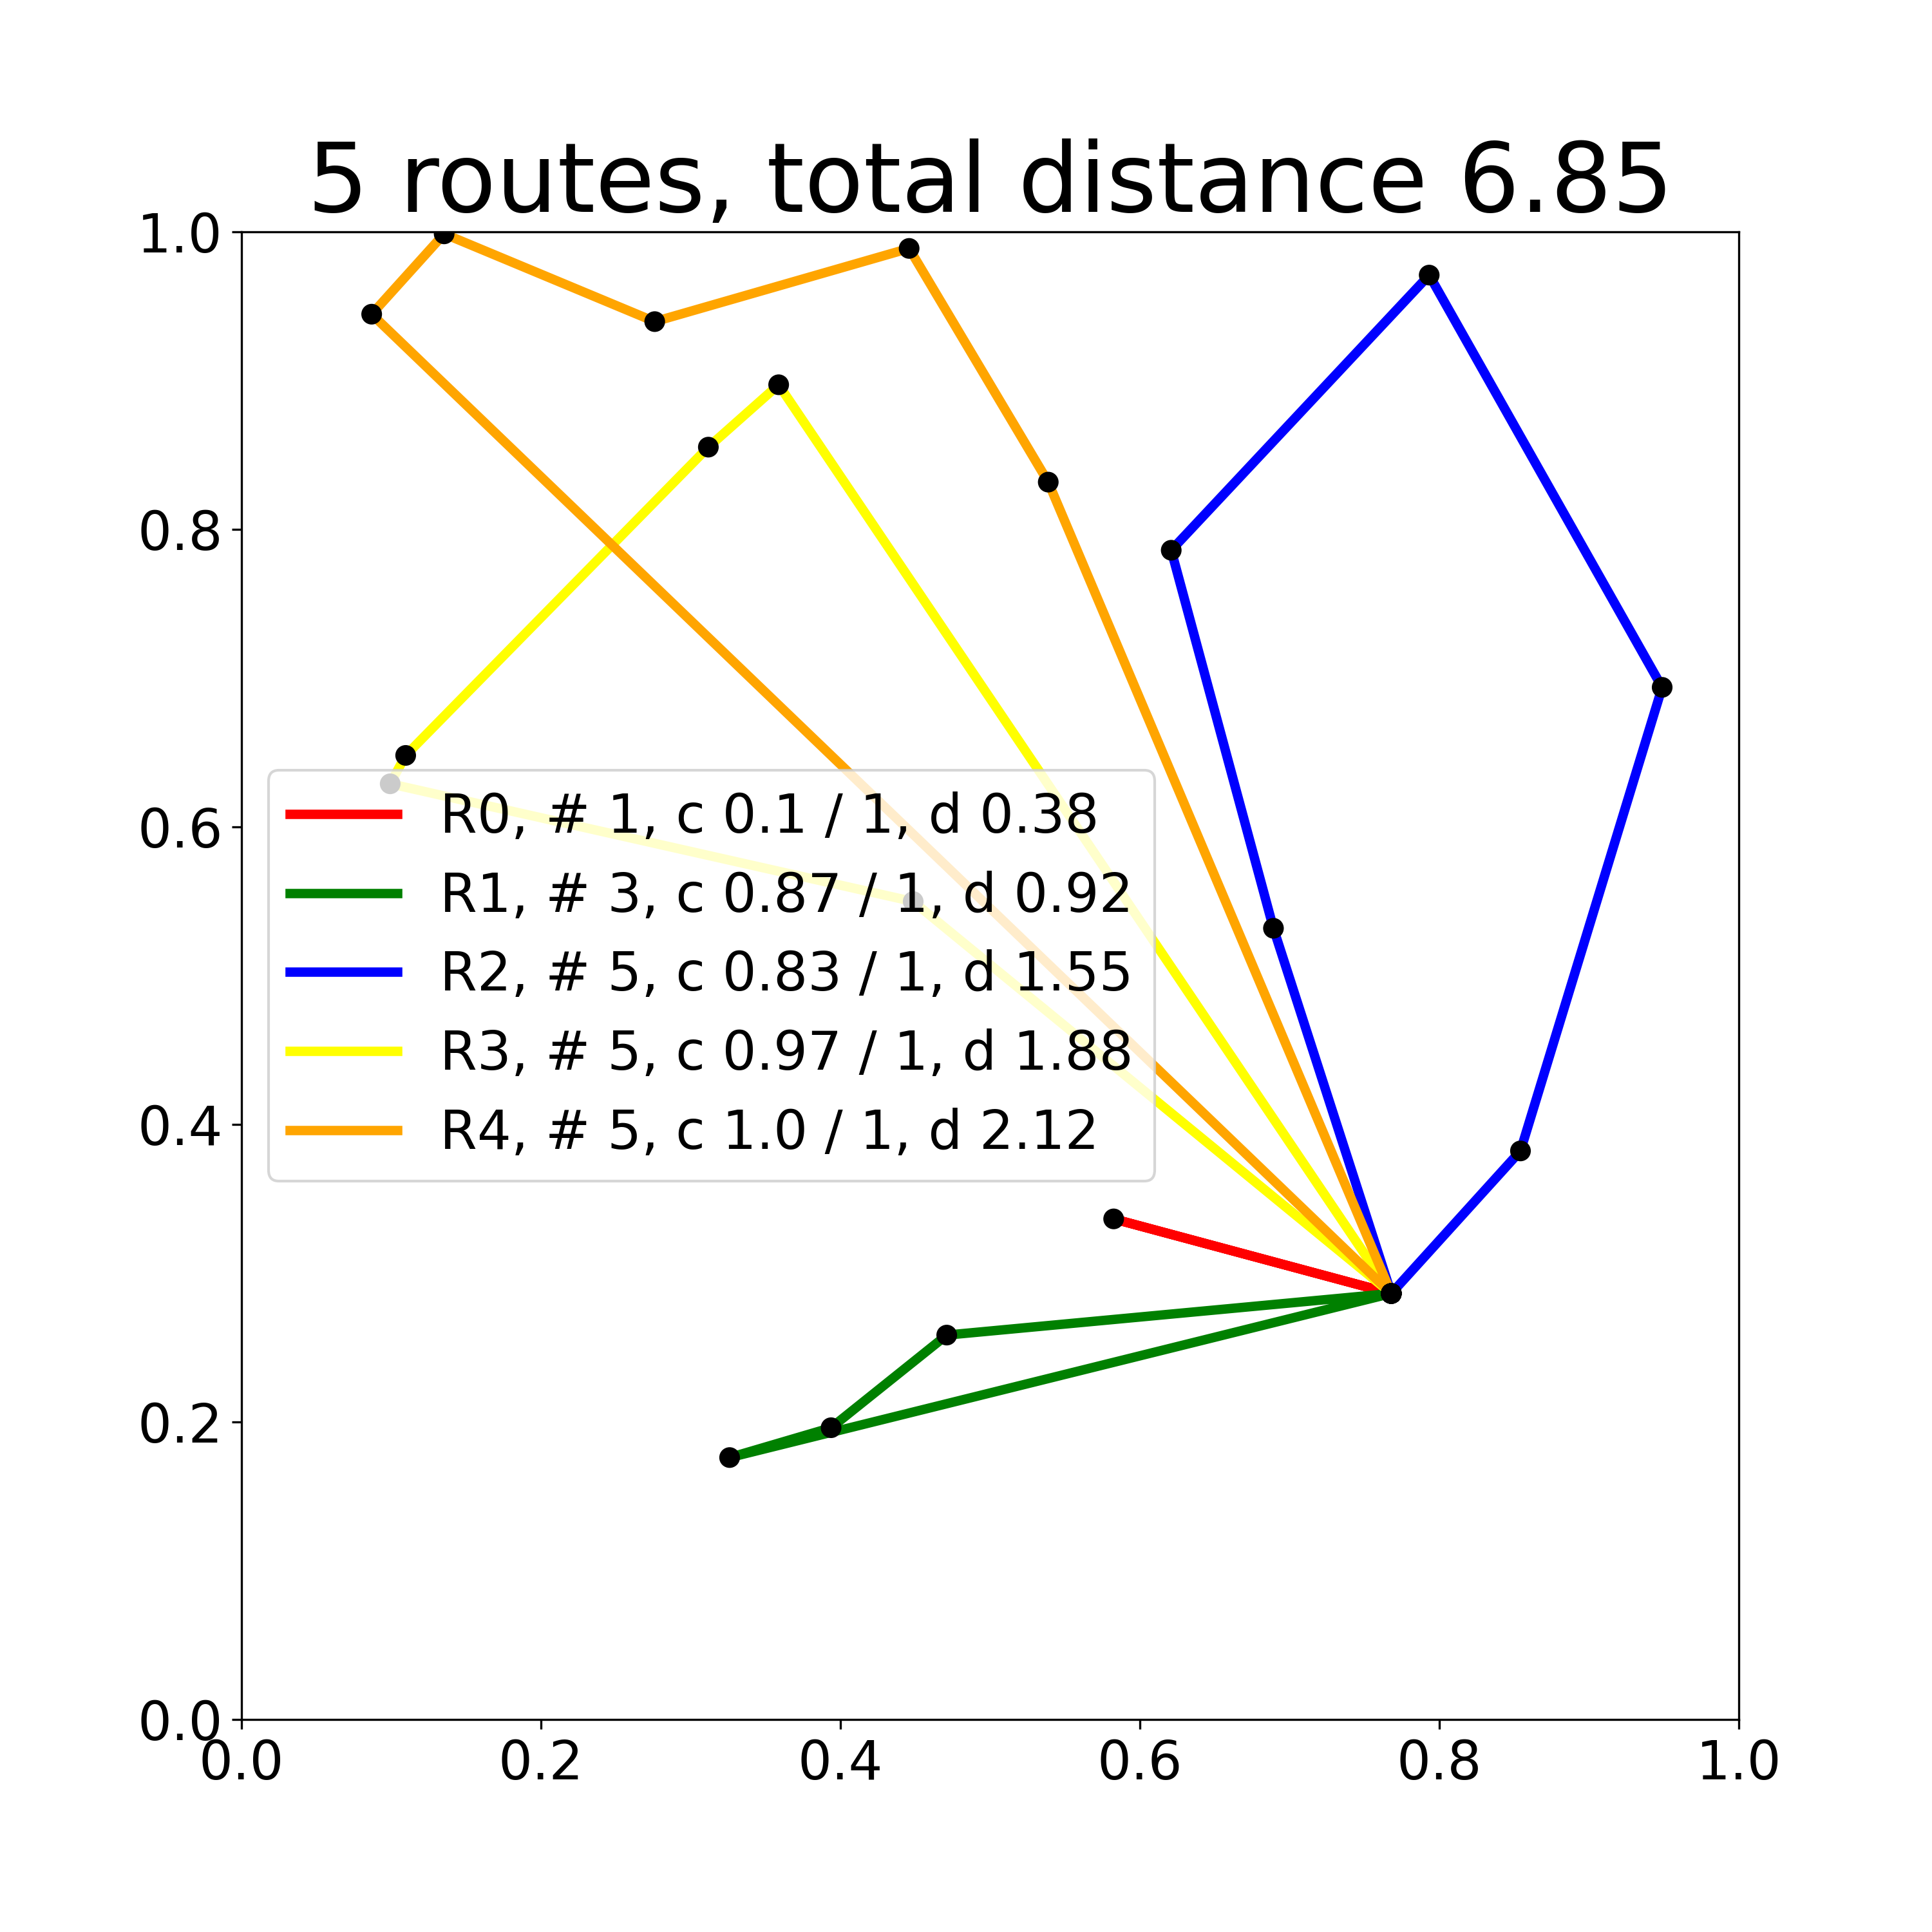 5 routes, total distance 6.85
1.0
0.8
0.6
0.4
0.2
0.0
R0, # 1, c 0.1 / 1, d 0.38
R1, # 3, c 0.87 / 1, d 0.92
R2, # 5, c 0.83 / 1, d 1.55
R3, # 5, c 0.97 / 1, d 1.88
R4, # 5, c 1.0 / 1, d 2.12
0.0 0.2 0.4 0.6 0.8 1.0